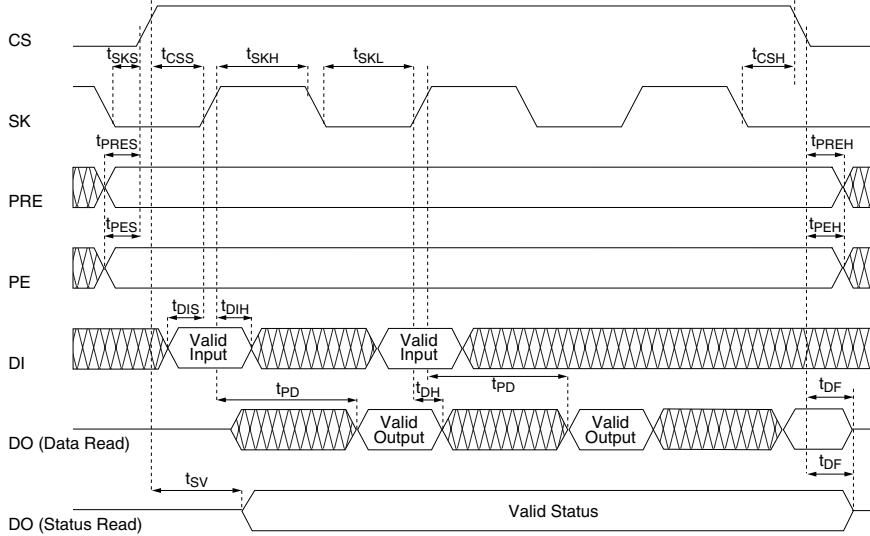 CS
tSKS tCSS tSKH tSKL tCSH
SK
tPRES tPREH
PRE
tPES tPEH
PE
tDIS tDIH
DI
Valid
Input
Valid
Input
tPD tDH tPD tDF
DO (Data Read)
Valid
Output
Valid
Output
tDF
tSV
DO (Status Read)
Valid Status